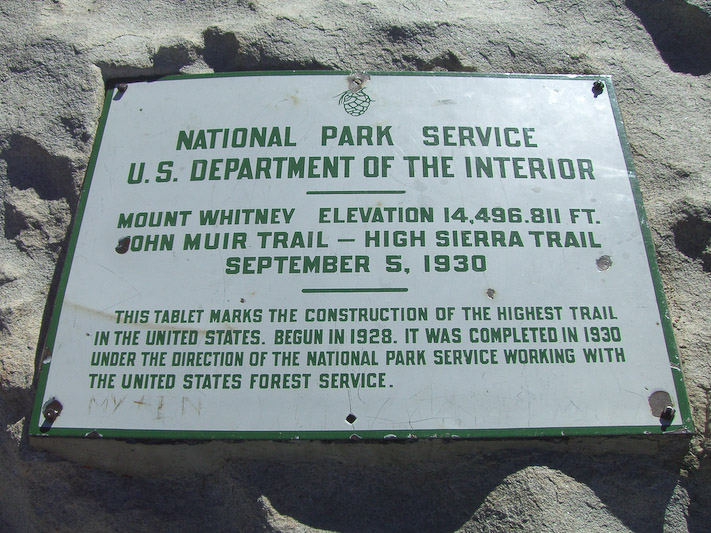 NATIONAL PARK SERVICE
U.S. DEPARTMENT OF THE INTERIOR
MOUNT WHITNEY ELEVATION 14,496.811 FT.
JOHN MUIR TRAIL – HIGH SIERRA TRAIL
SEPTEMBER 5, 1930
THIS TABLET MARKS THE CONSTRUCTION OF THE HIGHEST TRAIL
IN THE UNITED STATES. BEGUN IN 1928. IT WAS COMPLETED IN 1930
UNDER THE DIRECTION OF THE NATIONAL PARK SERVICE WORKING WITH
THE UNITED STATES FOREST SERVICE.